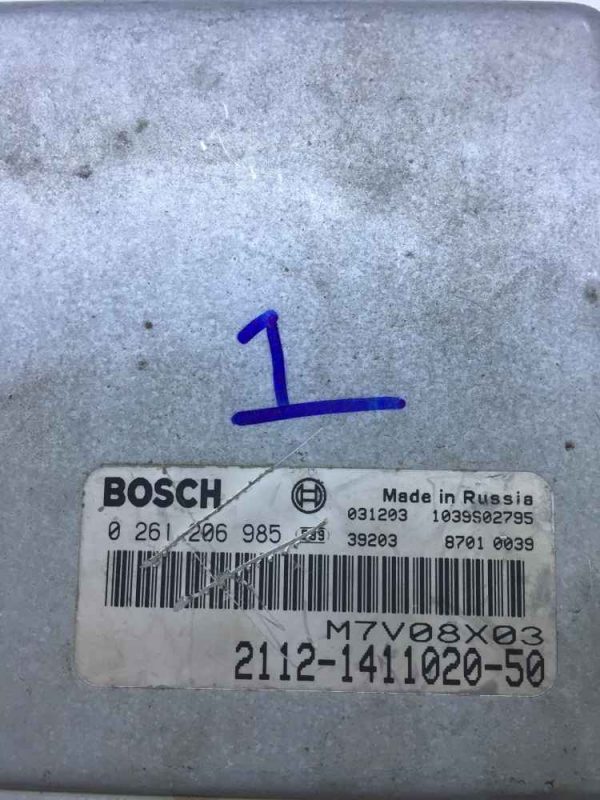 1
BOSCH Made in Russia
031203 1039S02795
0 261 206 985 39203 8701 0039
M7V08X03
2112-1411020-50